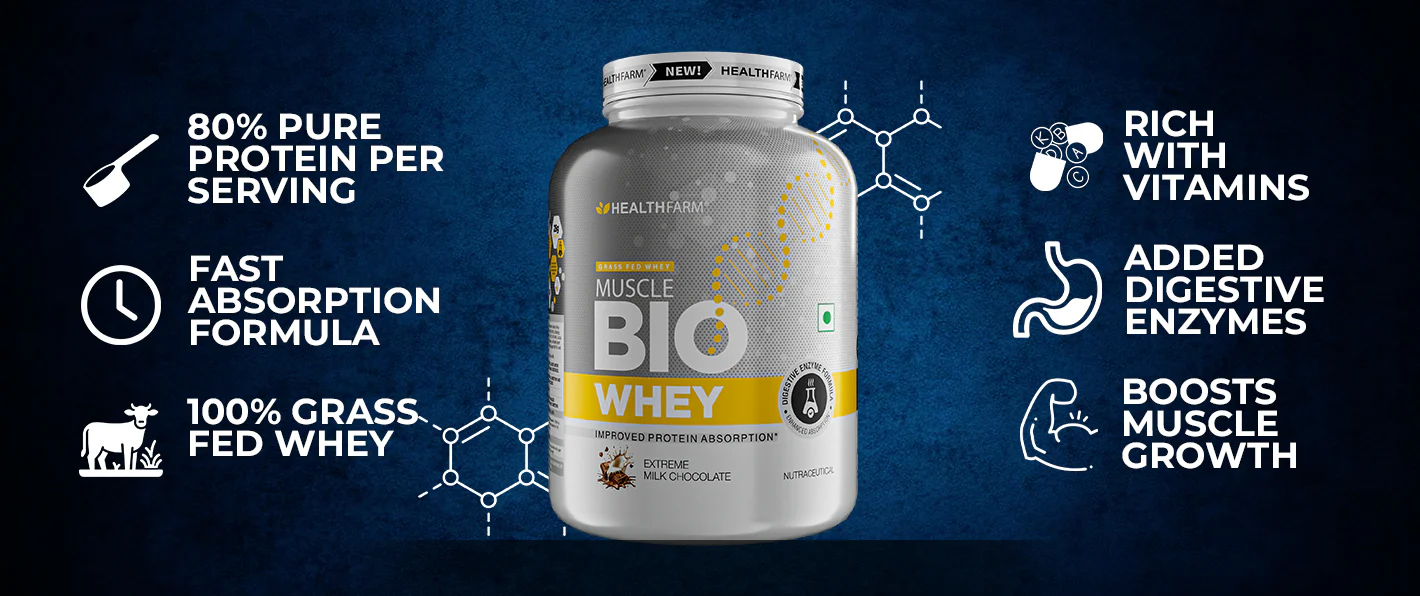 80% PURE
PROTEIN PER
SERVING
FAST
ABSORPTION
FORMULA
100% GRASS
FED WHEY
HEALTHFARM®
NEW!
HEALTHFARM®
HEALTHFARM®
GRASS FED WHEY
MUSCLE
BIO
WHEY
DIGESTIVE ENZYME FORMULA
• ENHANCED ABSORPTION •
IMPROVED PROTEIN ABSORPTION*
EXTREME
MILK CHOCOLATE
NUTRACEUTICAL
K
B
D
A
C
RICH
WITH
VITAMINS
ADDED
DIGESTIVE
ENZYMES
BOOSTS
MUSCLE
GROWTH